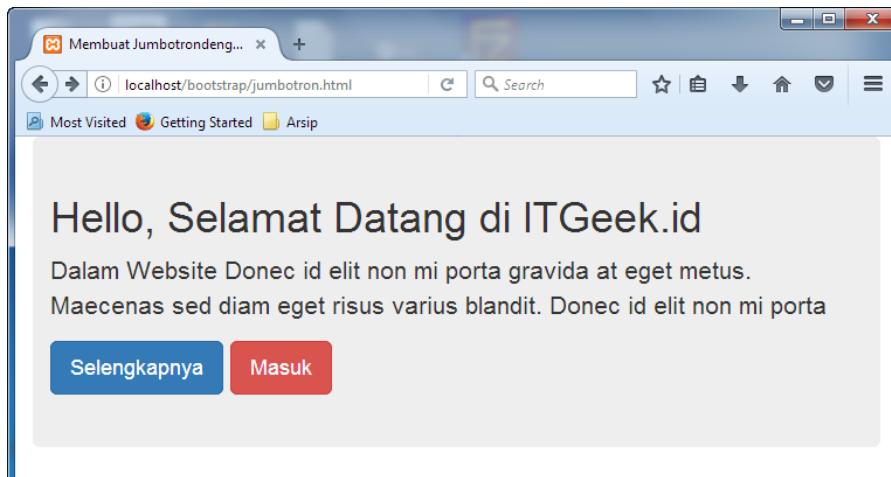 Membuat Jumbotrondeng...
localhost/bootstrap/jumbotron.html
Search
Most Visited
Getting Started
Arsip
Hello, Selamat Datang di ITGeek.id
Dalam Website Donec id elit non mi porta gravida at eget metus.
Maecenas sed diam eget risus varius blandit. Donec id elit non mi porta
Selengkapnya
Masuk